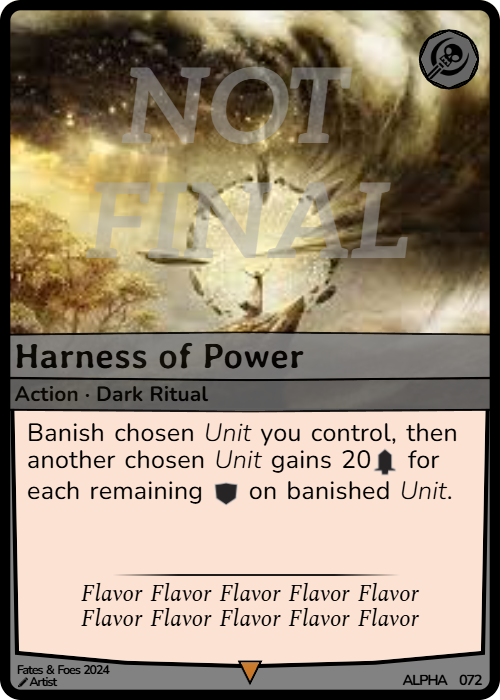 NOT
FINAL
Harness of Power
Action · Dark Ritual
Banish chosen Unit you control, then
another chosen Unit gains 20 for
each remaining on banished Unit.
Flavor Flavor Flavor Flavor Flavor
Flavor Flavor Flavor Flavor Flavor
Fates & Foes 2024
Artist
ALPHA 072